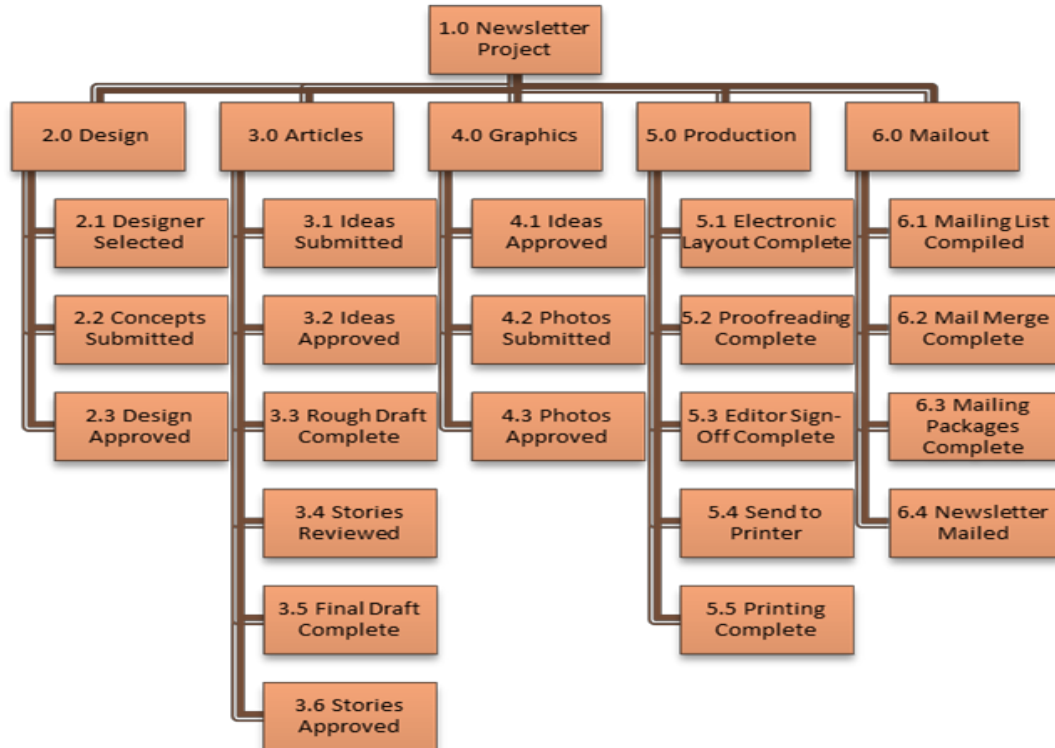 1.0 Newsletter
Project
2.0 Design
3.0 Articles
4.0 Graphics
5.0 Production
6.0 Mailout
2.1 Designer
Selected
3.1 Ideas
Submitted
4.1 Ideas
Approved
5.1 Electronic
Layout Complete
6.1 Mailing List
Compiled
2.2 Concepts
Submitted
3.2 Ideas
Approved
4.2 Photos
Submitted
5.2 Proofreading
Complete
6.2 Mail Merge
Complete
2.3 Design
Approved
3.3 Rough Draft
Complete
4.3 Photos
Approved
5.3 Editor Sign-
Off Complete
6.3 Mailing
Packages
Complete
3.4 Stories
Reviewed
5.4 Send to
Printer
6.4 Newsletter
Mailed
3.5 Final Draft
Complete
5.5 Printing
Complete
3.6 Stories
Approved